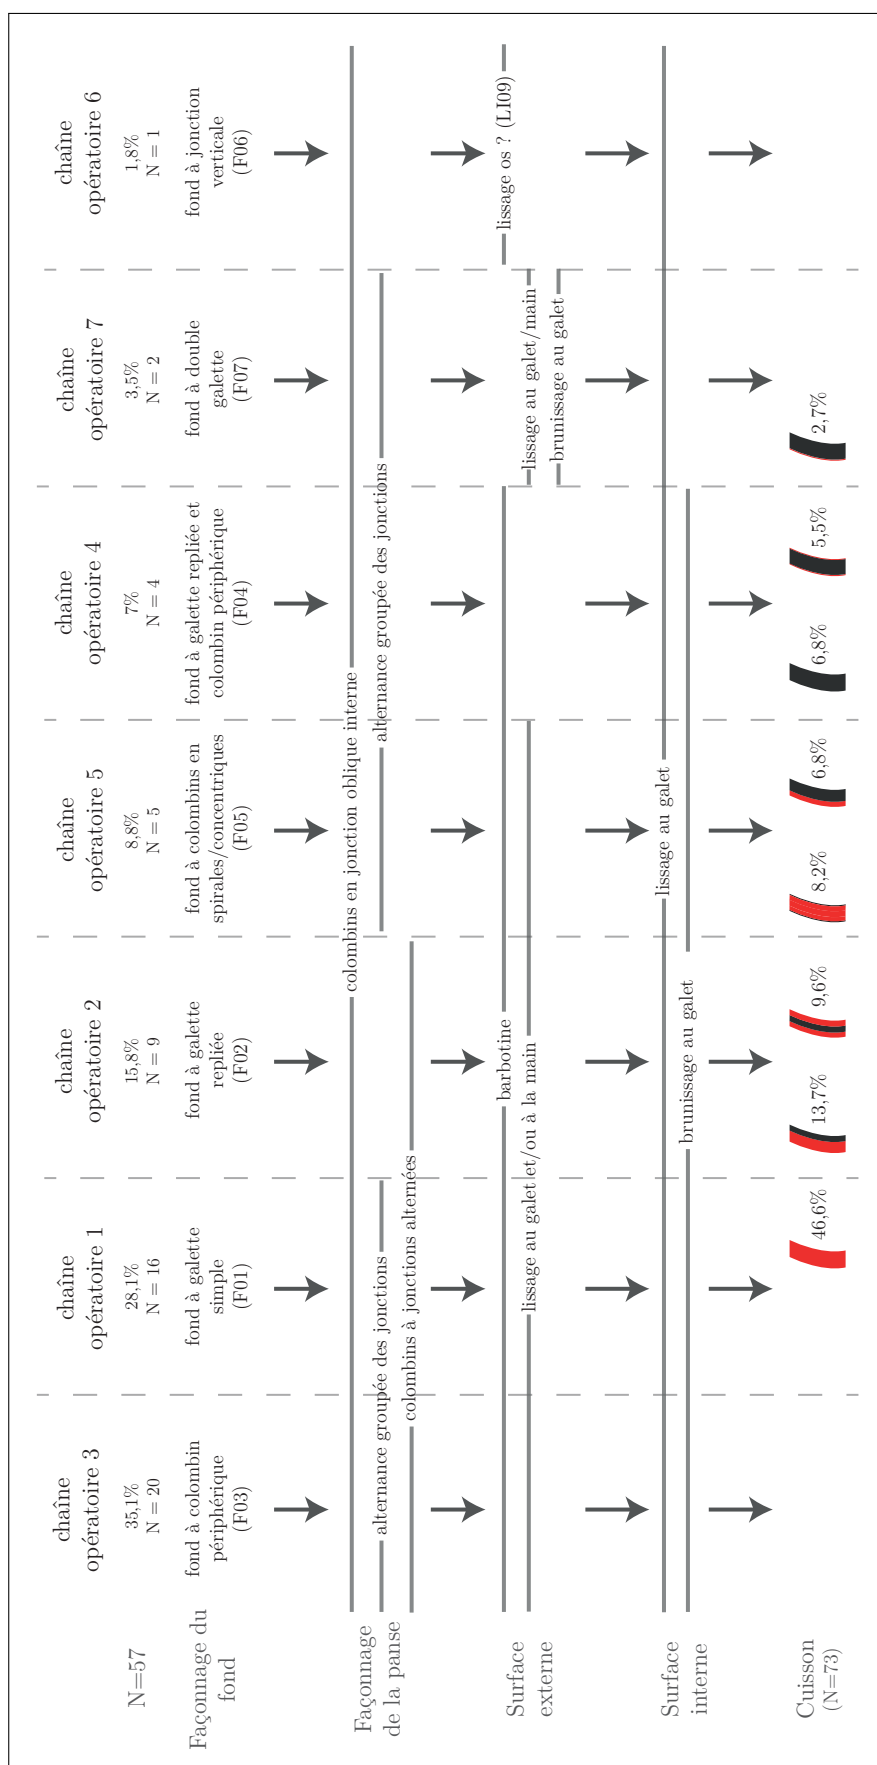 chaîne
opératoire 3
chaîne
opératoire 1
chaîne
opératoire 2
chaîne
opératoire 5
chaîne
opératoire 4
chaîne
opératoire 7
chaîne
opératoire 6
N=57
35,1%
N = 20
28,1%
N = 16
15,8%
N = 9
8,8%
N = 5
7%
N = 4
3,5%
N = 2
1,8%
N = 1
Façonnage du
fond
fond à colombin
périphérique
(F03)
fond à galette
simple
(F01)
fond à galette
repliée
(F02)
fond à colombins en
spirales/concentriques
(F05)
fond à galette repliée et
colombin périphérique
(F04)
fond à double
galette
(F07)
fond à jonction
verticale
(F06)
Façonnage
de la panse
colombins en jonction oblique interne
alternance groupée des jonctions
alternance groupée des jonctions
colombins à jonctions alternées
Surface
externe
barbotine
lissage os ? (LI09)
lissage au galet et/ou à la main
lissage au galet/main
brunissage au galet
Surface
interne
lissage au galet
brunissage au galet
Cuisson
(N=73)
46,6%
13,7%
9,6%
8,2%
6,8%
6,8%
5,5%
2,7%